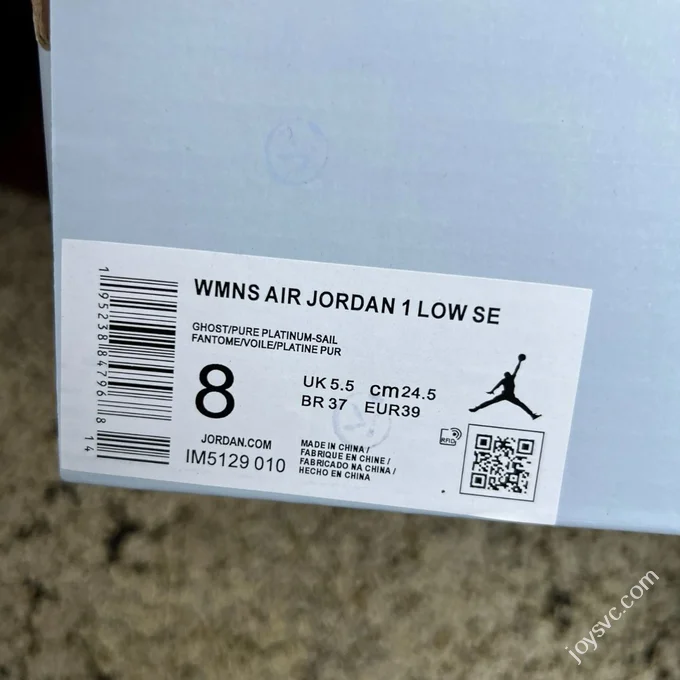 WMNS AIR JORDAN 1 LOW SE
GHOST/PURE PLATINUM-SAIL
FANTOME/VOILE/PLATINE PUR
8
UK 5.5 cm 24.5
BR 37 EUR 39
JORDAN.COM
IM5129 010
MADE IN CHINA /
FABRIQUE EN CHINE /
FABRICADO NA CHINA /
HECHO EN CHINA
RFID
1 95238 84796 8
14
joysvc.com